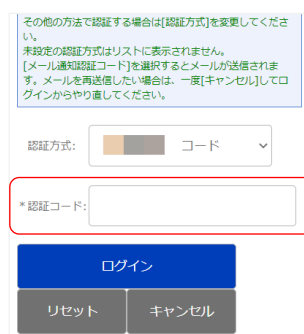 その他の方法で認証する場合は[認証方式]を変更してくださ
い。
未設定の認証方式はリストに表示されません。
[メール通知認証コード]を選択するとメールが送信されま
す。メールを再送信したい場合は、一度[キャンセル]してロ
グインからやり直してください。
認証方式: コード
*認証コード:
ログイン
リセット キャンセル